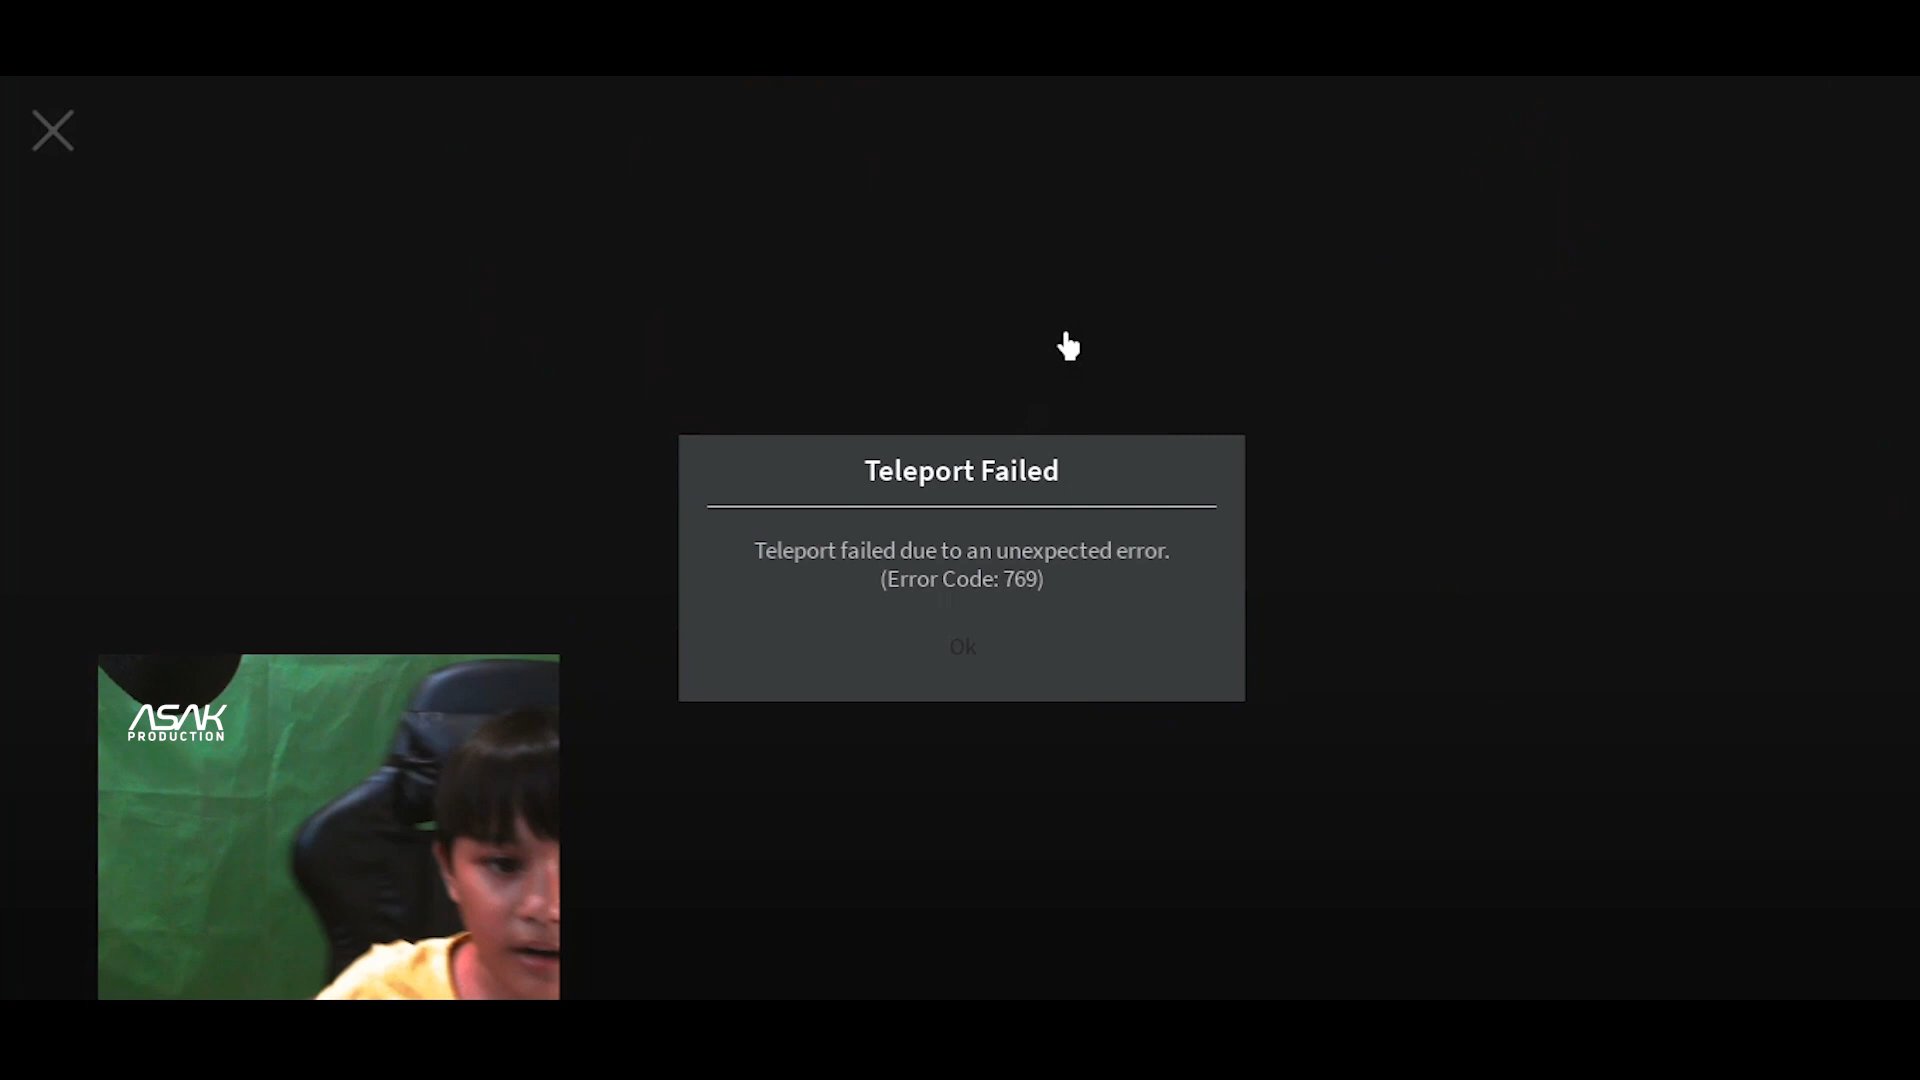 Teleport Failed
Teleport failed due to an unexpected error.
(Error Code: 769)
Ok
ASAK
PRODUCTION